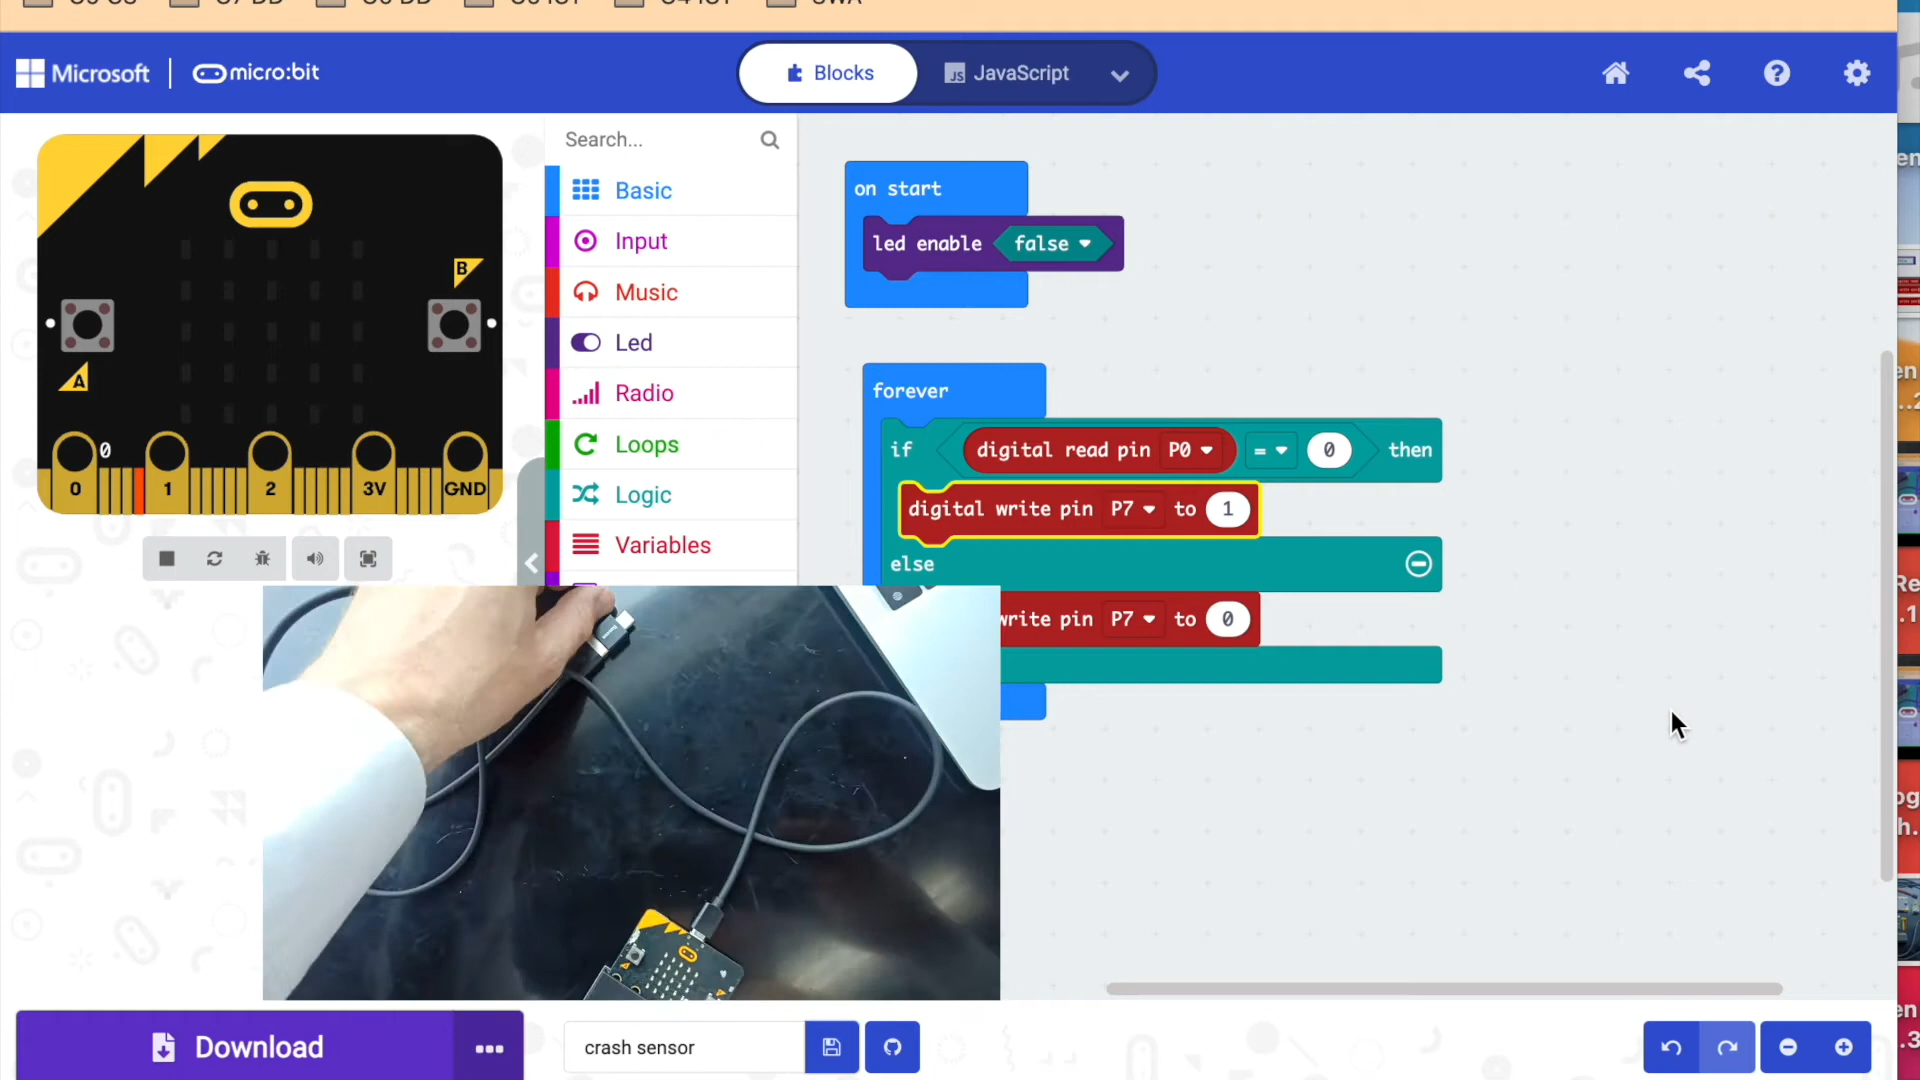 Microsoft
micro:bit
Blocks
JS JavaScript
Search...
Basic
Input
Music
Led
Radio
Loops
Logic
Variables
A
B
0
0
1
2
3V
GND
on start
led enable false
forever
if digital read pin P0 = 0 then
digital write pin P7 to 1
else
write pin P7 to 0
Download
crash sensor